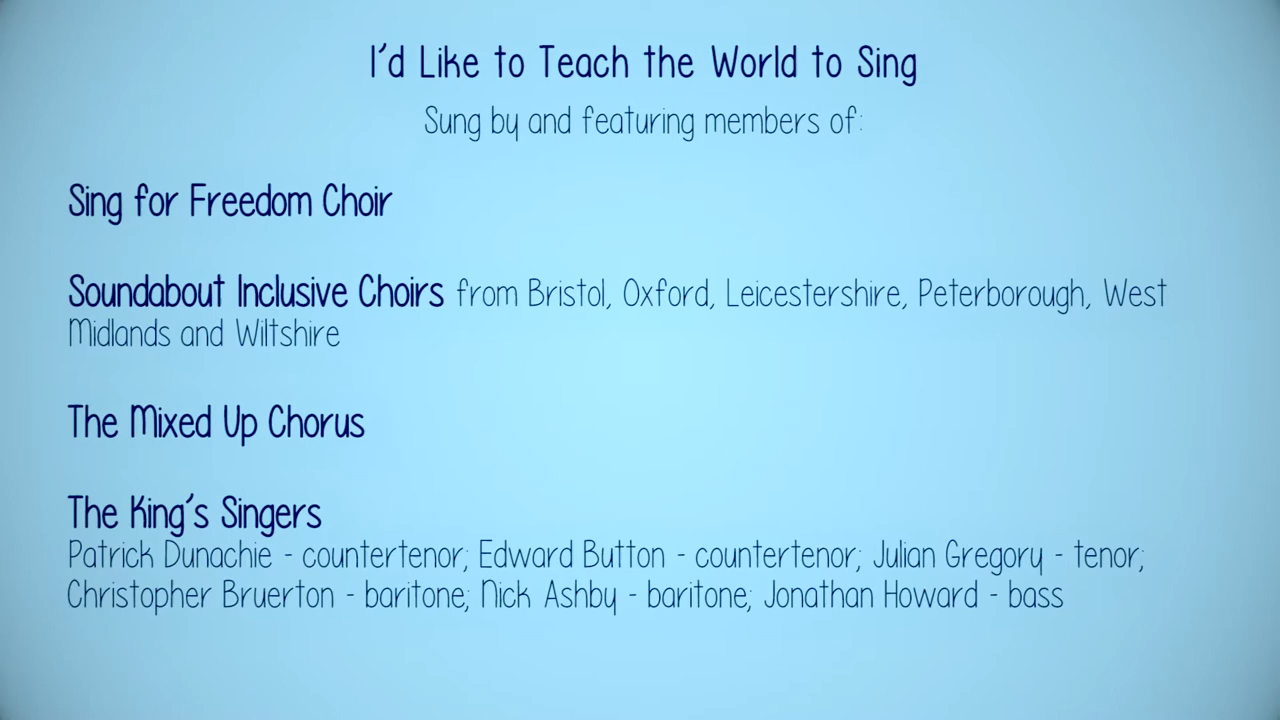 I'd Like to Teach the World to Sing
Sung by and featuring members of:
Sing for Freedom Choir
Soundabout Inclusive Choirs from Bristol, Oxford, Leicestershire, Peterborough, West
Midlands and Wiltshire
The Mixed Up Chorus
The King's Singers
Patrick Dunachie - countertenor; Edward Button - countertenor; Julian Gregory - tenor;
Christopher Bruerton - baritone; Nick Ashby - baritone; Jonathan Howard - bass